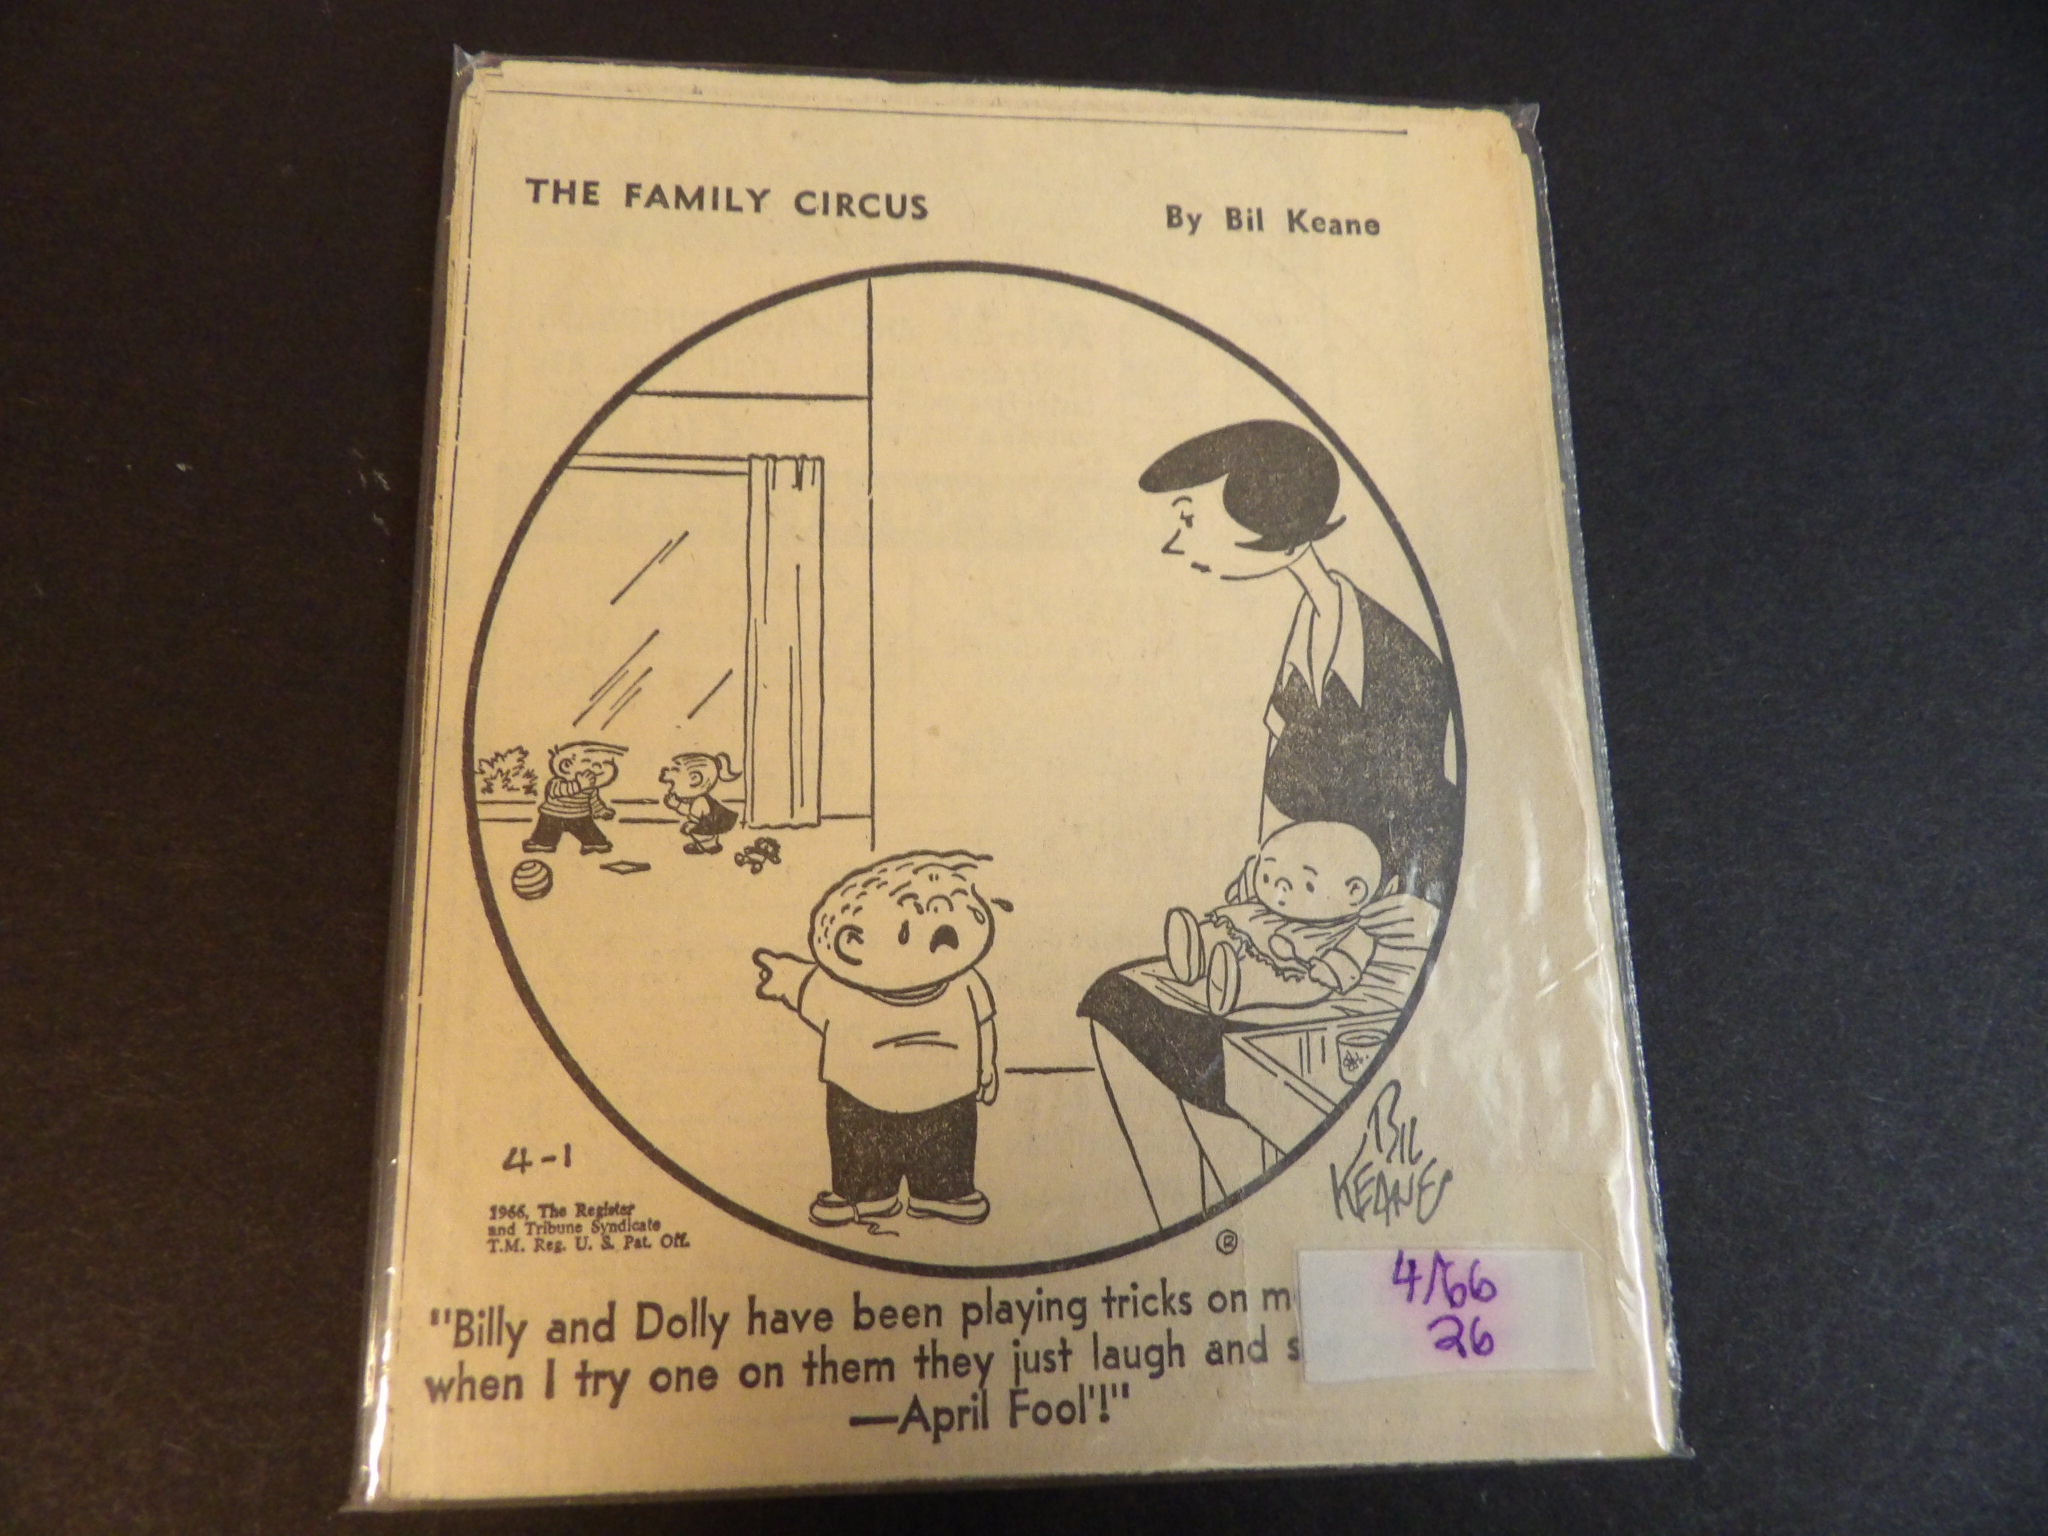 THE FAMILY CIRCUS
By Bil Keane
4-1
1966, The Register
and Tribune Syndicate
T.M. Reg. U. S. Pat. Off.
®
BIL
KEANE
4/66
26
"Billy and Dolly have been playing tricks on
when I try one on them they just laugh and
—April Fool'!"